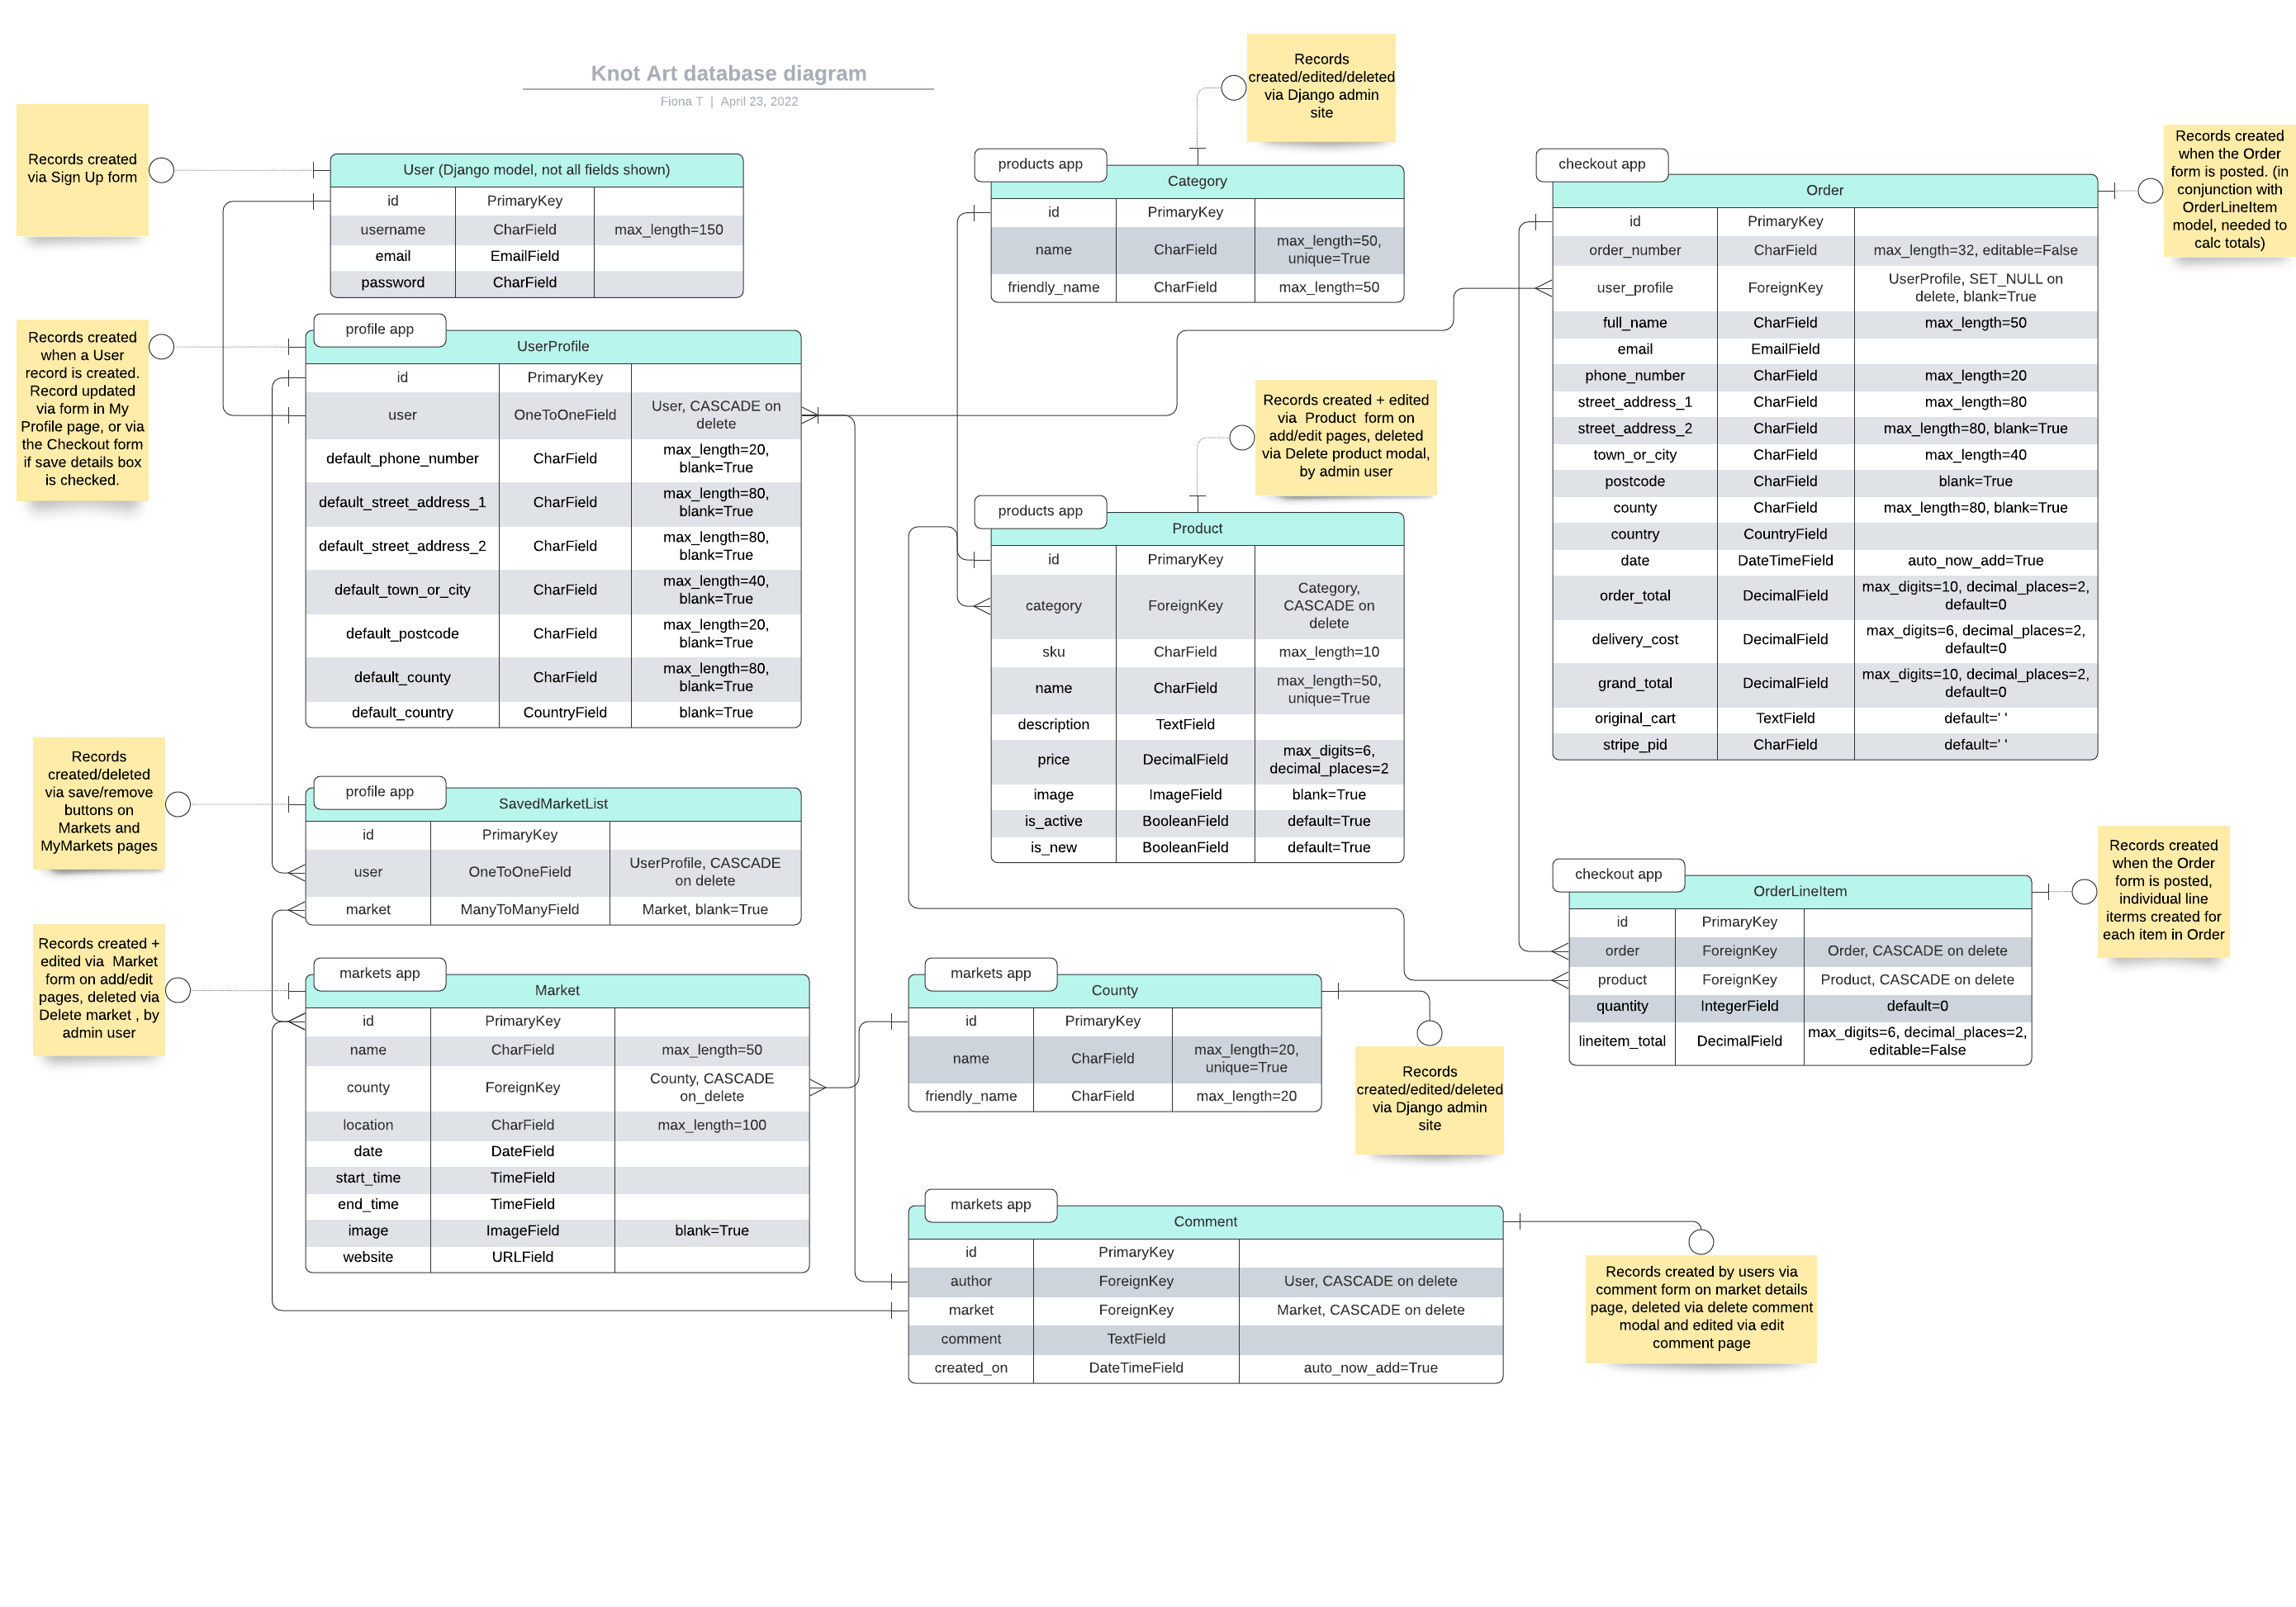 Knot Art database diagram
Fiona T | April 23, 2022
Records created
via Sign Up form
User (Django model, not all fields shown)
id PrimaryKey
username CharField max_length=150
email EmailField
password CharField
Records created
when a User
record is created.
Record updated
via form in My
Profile page, or via
the Checkout form
if save details box
is checked.
profile app
UserProfile
id PrimaryKey
user OneToOneField User, CASCADE on
delete
default_phone_number CharField max_length=20,
blank=True
default_street_address_1 CharField max_length=80,
blank=True
default_street_address_2 CharField max_length=80,
blank=True
default_town_or_city CharField max_length=40,
blank=True
default_postcode CharField max_length=20,
blank=True
default_county CharField max_length=80,
blank=True
default_country CountryField blank=True
Records
created/deleted
via save/remove
buttons on
Markets and
MyMarkets pages
profile app
SavedMarketList
id PrimaryKey
user OneToOneField UserProfile, CASCADE
on delete
market ManyToManyField Market, blank=True
Records created +
edited via Market
form on add/edit
pages, deleted via
Delete market , by
admin user
markets app
Market
id PrimaryKey
name CharField max_length=50
county ForeignKey County, CASCADE
on_delete
location CharField max_length=100
date DateField
start_time TimeField
end_time TimeField
image ImageField blank=True
website URLField
Records
created/edited/deleted
via Django admin
site
products app
Category
id PrimaryKey
name CharField max_length=50,
unique=True
friendly_name CharField max_length=50
Records created + edited
via Product form on
add/edit pages, deleted
via Delete product modal,
by admin user
products app
Product
id PrimaryKey
category ForeignKey Category,
CASCADE on
delete
sku CharField max_length=10
name CharField max_length=50,
unique=True
description TextField
price DecimalField max_digits=6,
decimal_places=2
image ImageField blank=True
is_active BooleanField default=True
is_new BooleanField default=True
markets app
County
id PrimaryKey
name CharField max_length=20,
unique=True
friendly_name CharField max_length=20
Records
created/edited/deleted
via Django admin
site
markets app
Comment
id PrimaryKey
author ForeignKey User, CASCADE on delete
market ForeignKey Market, CASCADE on delete
comment TextField
created_on DateTimeField auto_now_add=True
Records created by users via
comment form on market details
page, deleted via delete comment
modal and edited via edit
comment page
checkout app
Order
id PrimaryKey
order_number CharField max_length=32, editable=False
user_profile ForeignKey UserProfile, SET_NULL on
delete, blank=True
full_name CharField max_length=50
email EmailField
phone_number CharField max_length=20
street_address_1 CharField max_length=80
street_address_2 CharField max_length=80, blank=True
town_or_city CharField max_length=40
postcode CharField blank=True
county CharField max_length=80, blank=True
country CountryField
date DateTimeField auto_now_add=True
order_total DecimalField max_digits=10, decimal_places=2,
default=0
delivery_cost DecimalField max_digits=6, decimal_places=2,
default=0
grand_total DecimalField max_digits=10, decimal_places=2,
default=0
original_cart TextField default=' '
stripe_pid CharField default=' '
Records created
when the Order
form is posted. (in
conjunction with
OrderLineItem
model, needed to
calc totals)
checkout app
OrderLineItem
id PrimaryKey
order ForeignKey Order, CASCADE on delete
product ForeignKey Product, CASCADE on delete
quantity IntegerField default=0
lineitem_total DecimalField max_digits=6, decimal_places=2,
editable=False
Records created
when the Order
form is posted,
individual line
iterms created for
each item in Order